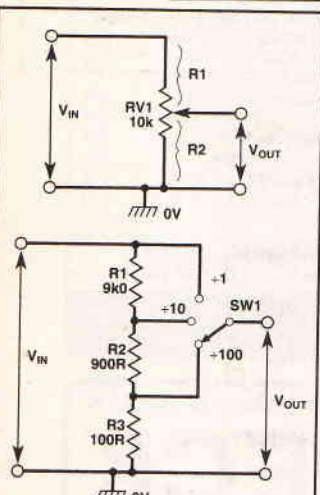 R1
RV1
10k
R2
VIN
VOUT
0V
R1
9k0
÷1
÷10
SW1
R2
900R
÷100
VIN
VOUT
R3
100R
0V